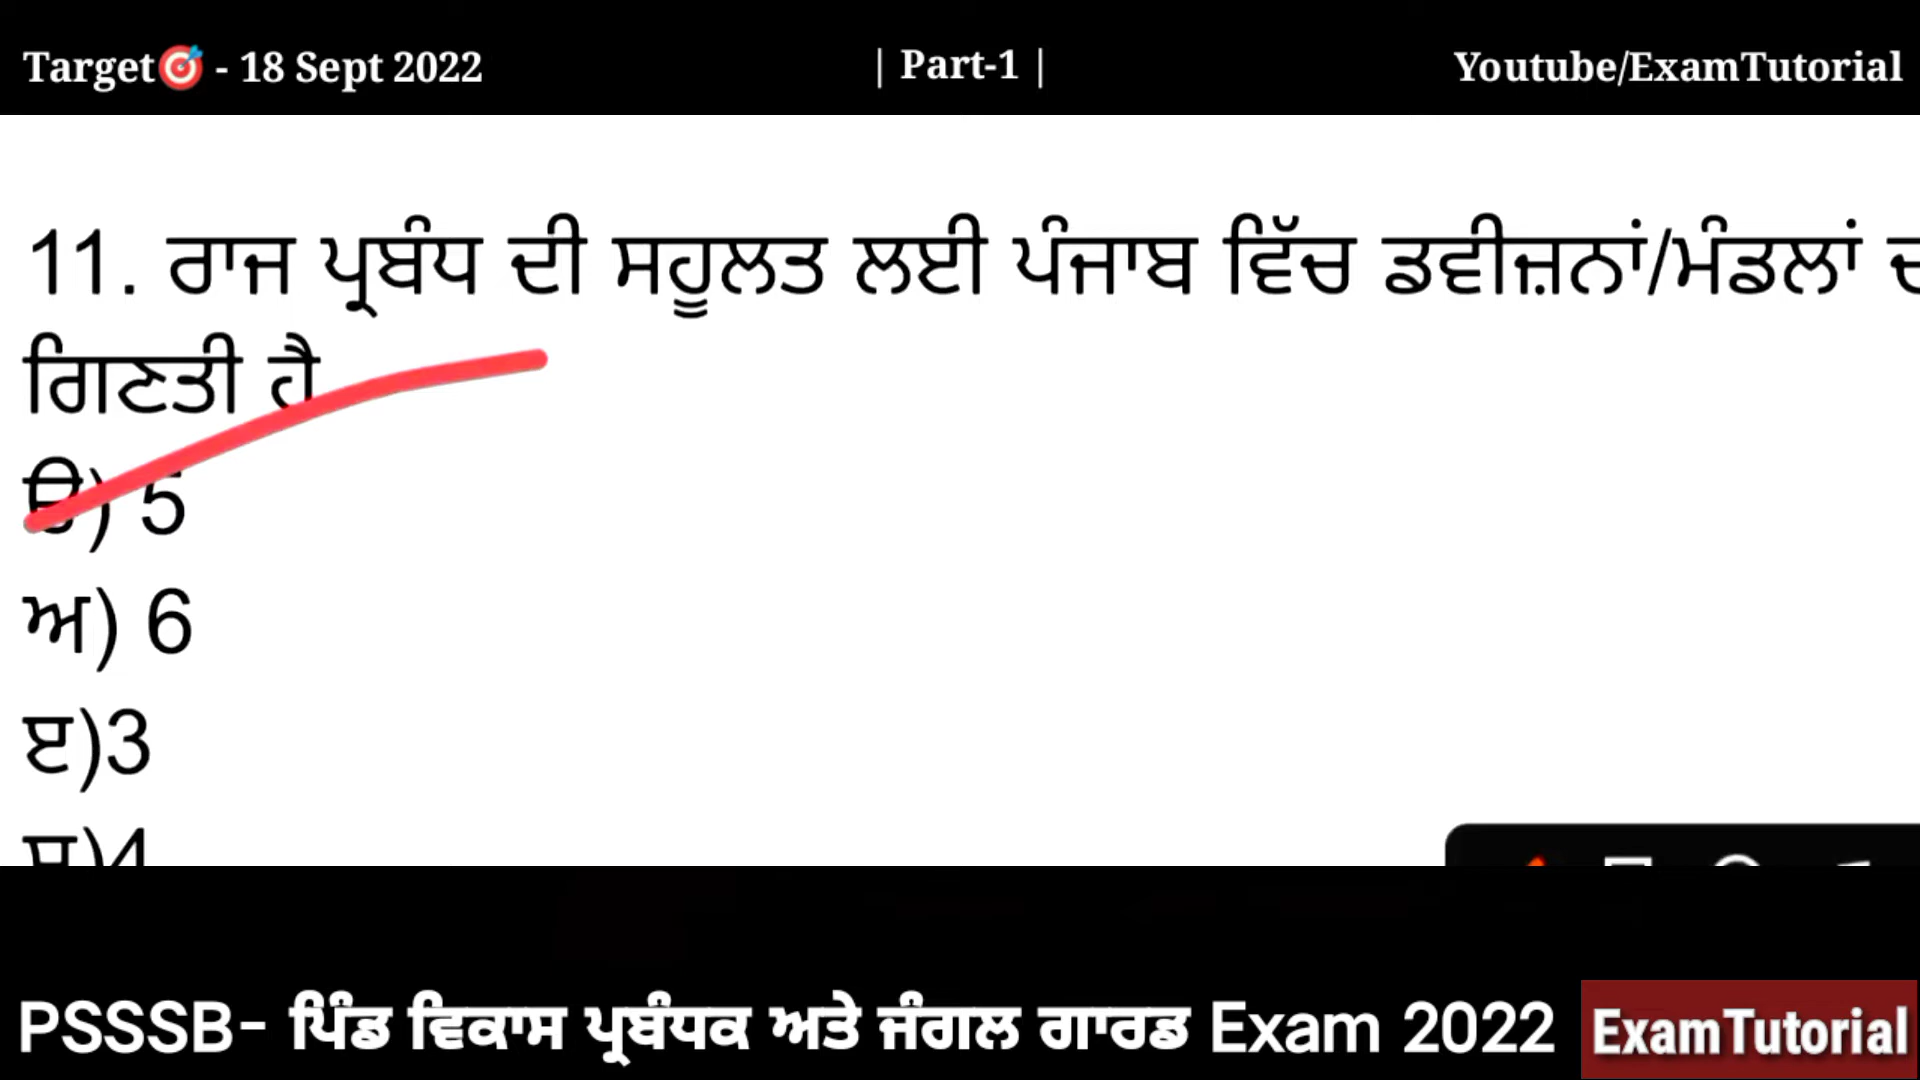 Target🎯 - 18 Sept 2022
| Part-1 |
Youtube/ExamTutorial
11. ਰਾਜ ਪ੍ਰਬੰਧ ਦੀ ਸਹੂਲਤ ਲਈ ਪੰਜਾਬ ਵਿੱਚ ਡਵੀਜ਼ਨਾਂ/ਮੰਡਲਾਂ
ਗਿਣਤੀ ਹੈ
ੳ) 5
ਅ) 6
ੲ)3
ਸ)4
PSSSB- ਪਿੰਡ ਵਿਕਾਸ ਪ੍ਰਬੰਧਕ ਅਤੇ ਜੰਗਲ ਗਾਰਡ Exam 2022
ExamTutorial